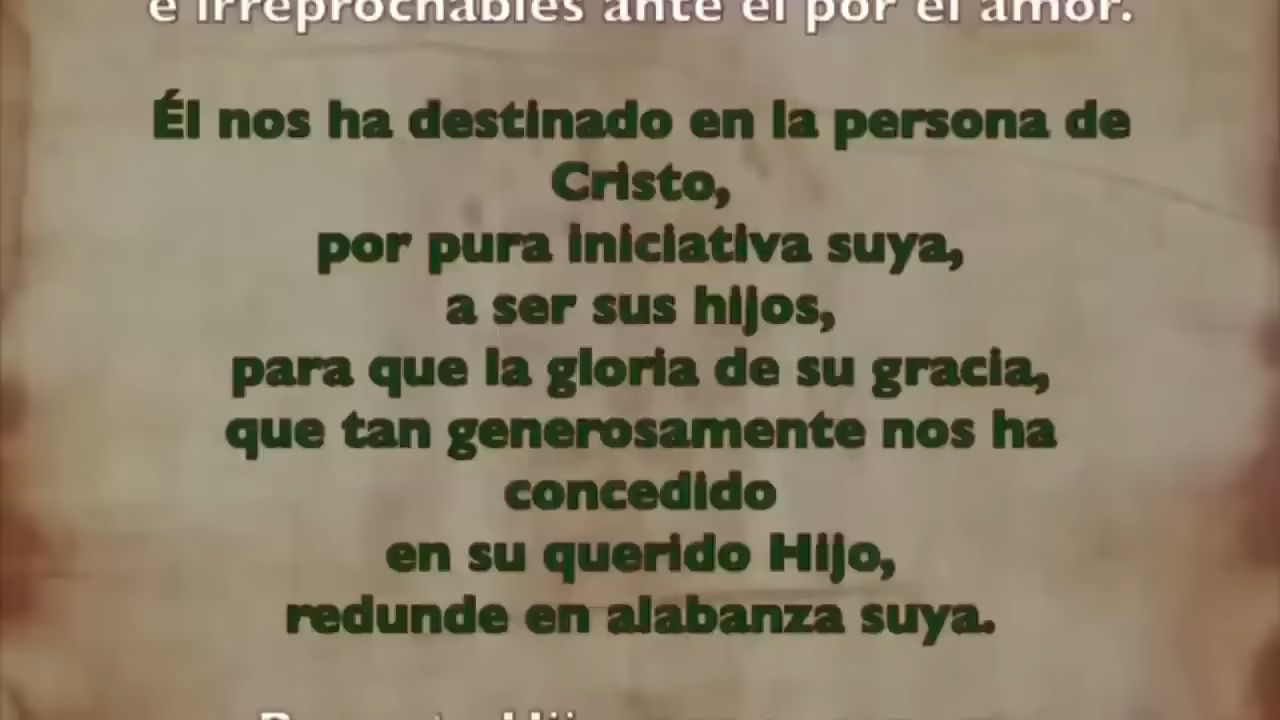 e irreprochables ante él por el amor.
Él nos ha destinado en la persona de
Cristo,
por pura iniciativa suya,
a ser sus hijos,
para que la gloria de su gracia,
que tan generosamente nos ha
concedido
en su querido Hijo,
redunde en alabanza suya.